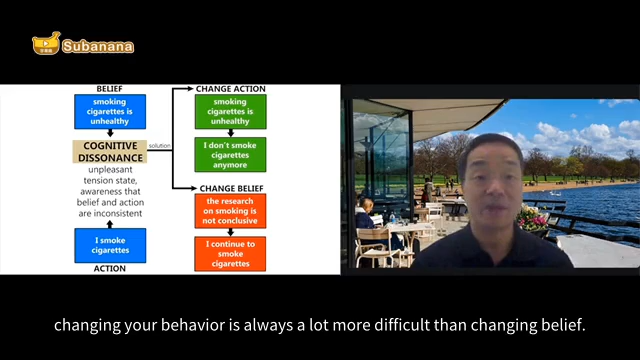 Subanana
BELIEF
smoking
cigarettes is
unhealthy
COGNITIVE
DISSONANCE
unpleasant
tension state,
awareness that
belief and action
are inconsistent
I smoke
cigarettes
ACTION
solution
CHANGE ACTION
smoking
cigarettes is
unhealthy
I don't smoke
cigarettes
anymore
CHANGE BELIEF
the research
on smoking is
not conclusive
I continue to
smoke
cigarettes
changing your behavior is always a lot more difficult than changing belief.